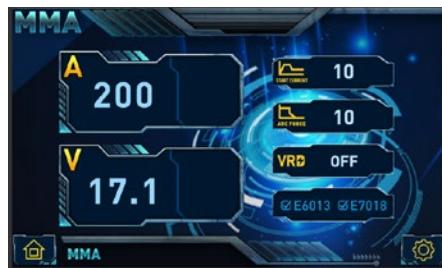 MMA
A
200
START CURRENT
10
ARC FORCE
10
V
17.1
VRD
OFF
E6013 E7018
MMA